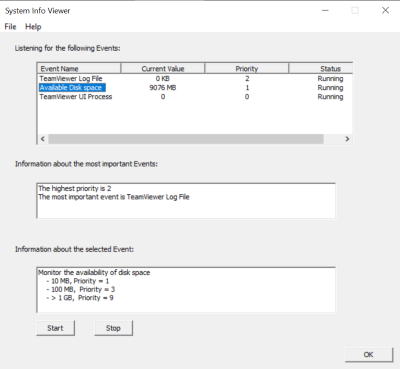 System Info Viewer
File Help
Listening for the following Events:
Event Name Current Value Priority Status
TeamViewer Log File 0 KB 2 Running
Available Disk space 9076 MB 1 Running
TeamViewer UI Process 0 0 Running
Information about the most important Events:
The highest priority is 2
The most important event is TeamViewer Log File
Information about the selected Event:
Monitor the availability of disk space
- 10 MB, Priority = 1
- 100 MB, Priority = 3
- > 1 GB, Priority = 9
Start Stop
OK